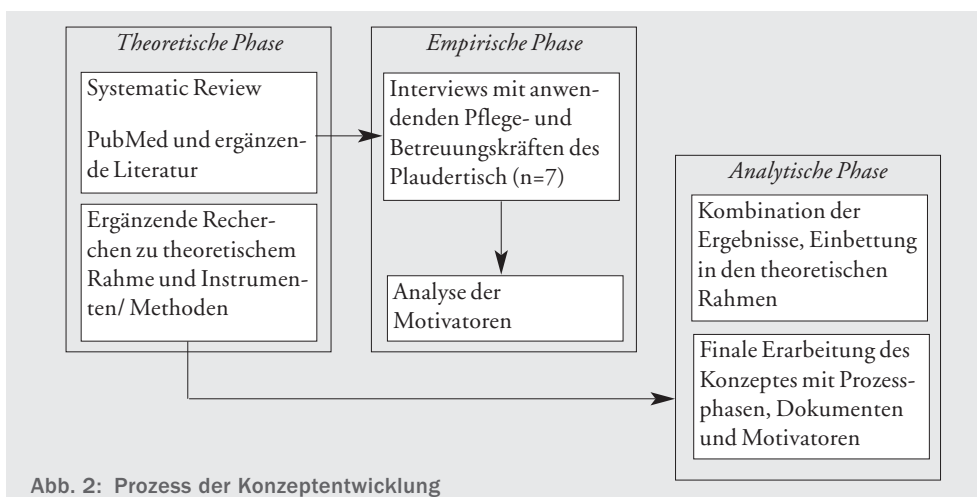 Theoretische Phase
Systematic Review
PubMed und ergänzen-
de Literatur
Ergänzende Recher-
chen zu theoretischem
Rahme und Instrumen-
ten/ Methoden
Empirische Phase
Interviews mit anwen-
denden Pflege- und
Betreuungskräften des
Plaudertisch (n=7)
Analyse der
Motivatoren
Analytische Phase
Kombination der
Ergebnisse, Einbettung
in den theoretischen
Rahmen
Finale Erarbeitung des
Konzeptes mit Prozess-
phasen, Dokumenten
und Motivatoren
Abb. 2: Prozess der Konzeptentwicklung